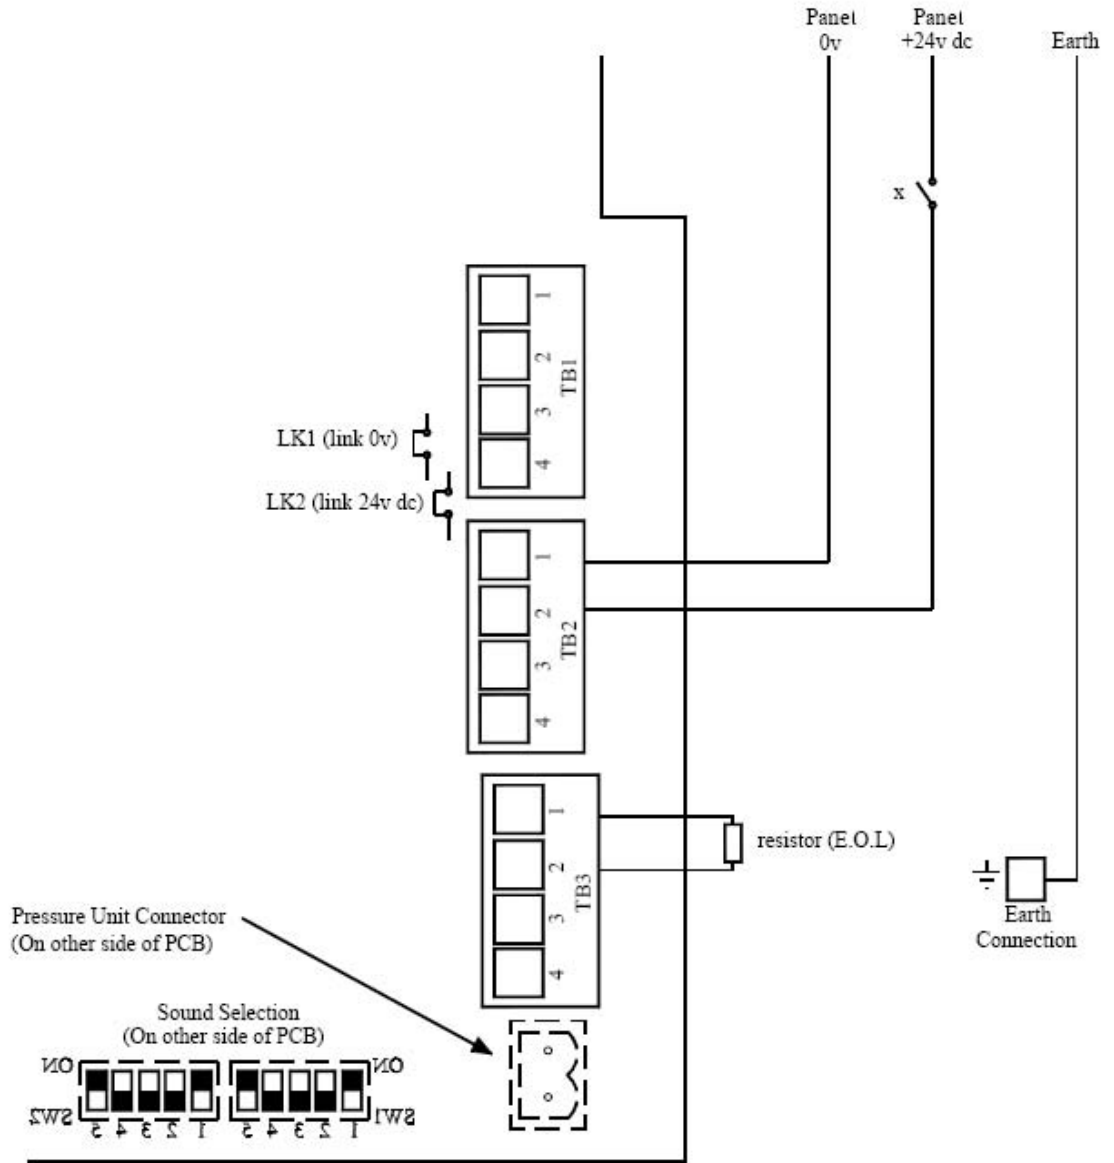 Panel
0v
Panel
+24v dc
Earth
x
1
2
3
4
TB1
LK1 (link 0v)
LK2 (link 24v dc)
1
2
3
4
TB2
1
2
3
4
TB3
resistor (E.O.L)
Earth
Connection
Pressure Unit Connector
(On other side of PCB)
Sound Selection
(On other side of PCB)
ON
ON
SW2
5 4 3 2 1
5 4 3 2 1
SW1